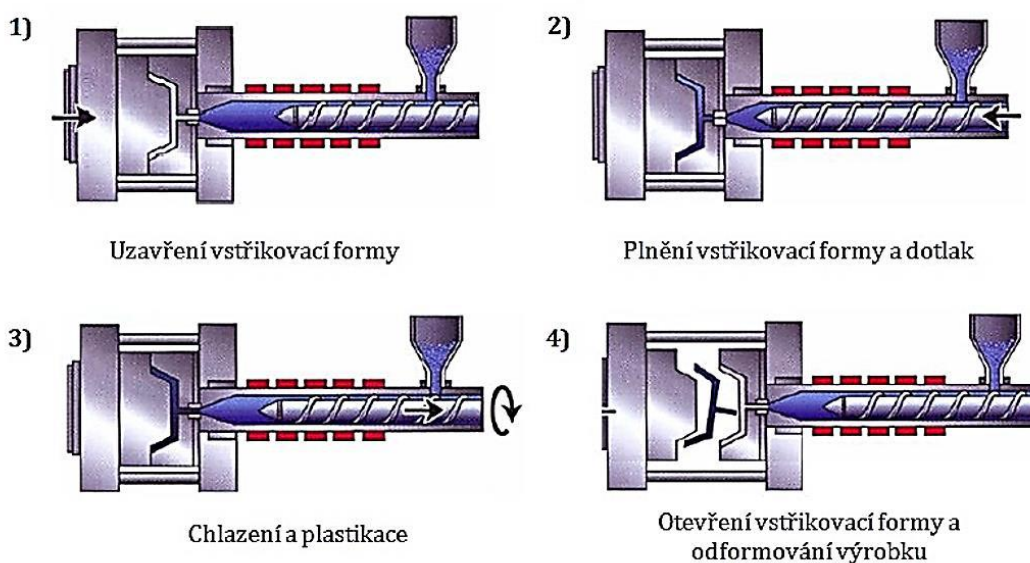 1)
2)
Uzavření vstřikovací formy
Plnění vstřikovací formy a dotlak
3)
4)
Chlazení a plastikace
Otevření vstřikovací formy a
odformování výrobku